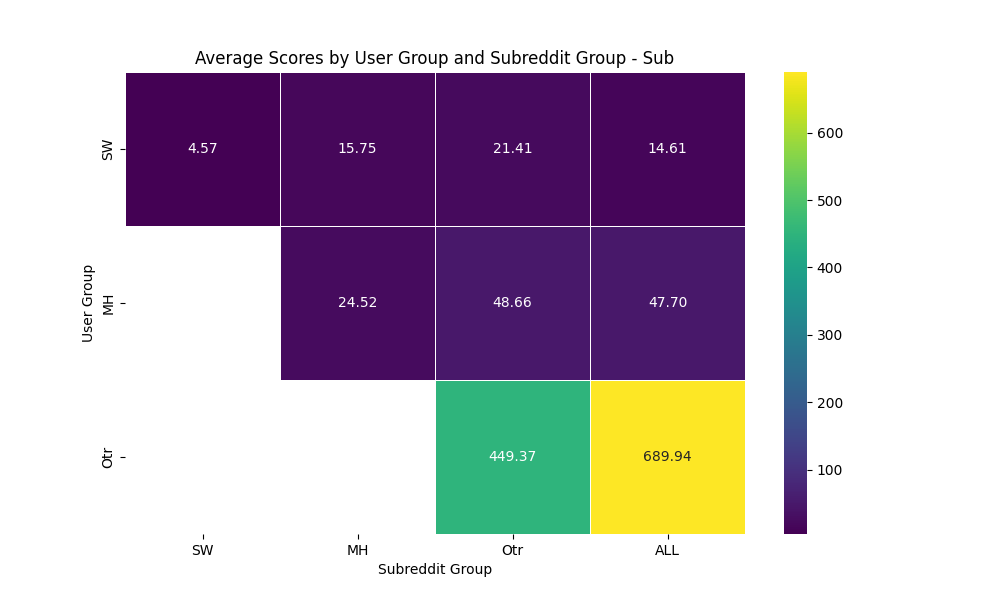 Average Scores by User Group and Subreddit Group - Sub
SW 4.57 15.75 21.41 14.61
MH 24.52 48.66 47.70
Otr 449.37 689.94
User Group
SW MH Otr ALL
Subreddit Group
600
500
400
300
200
100